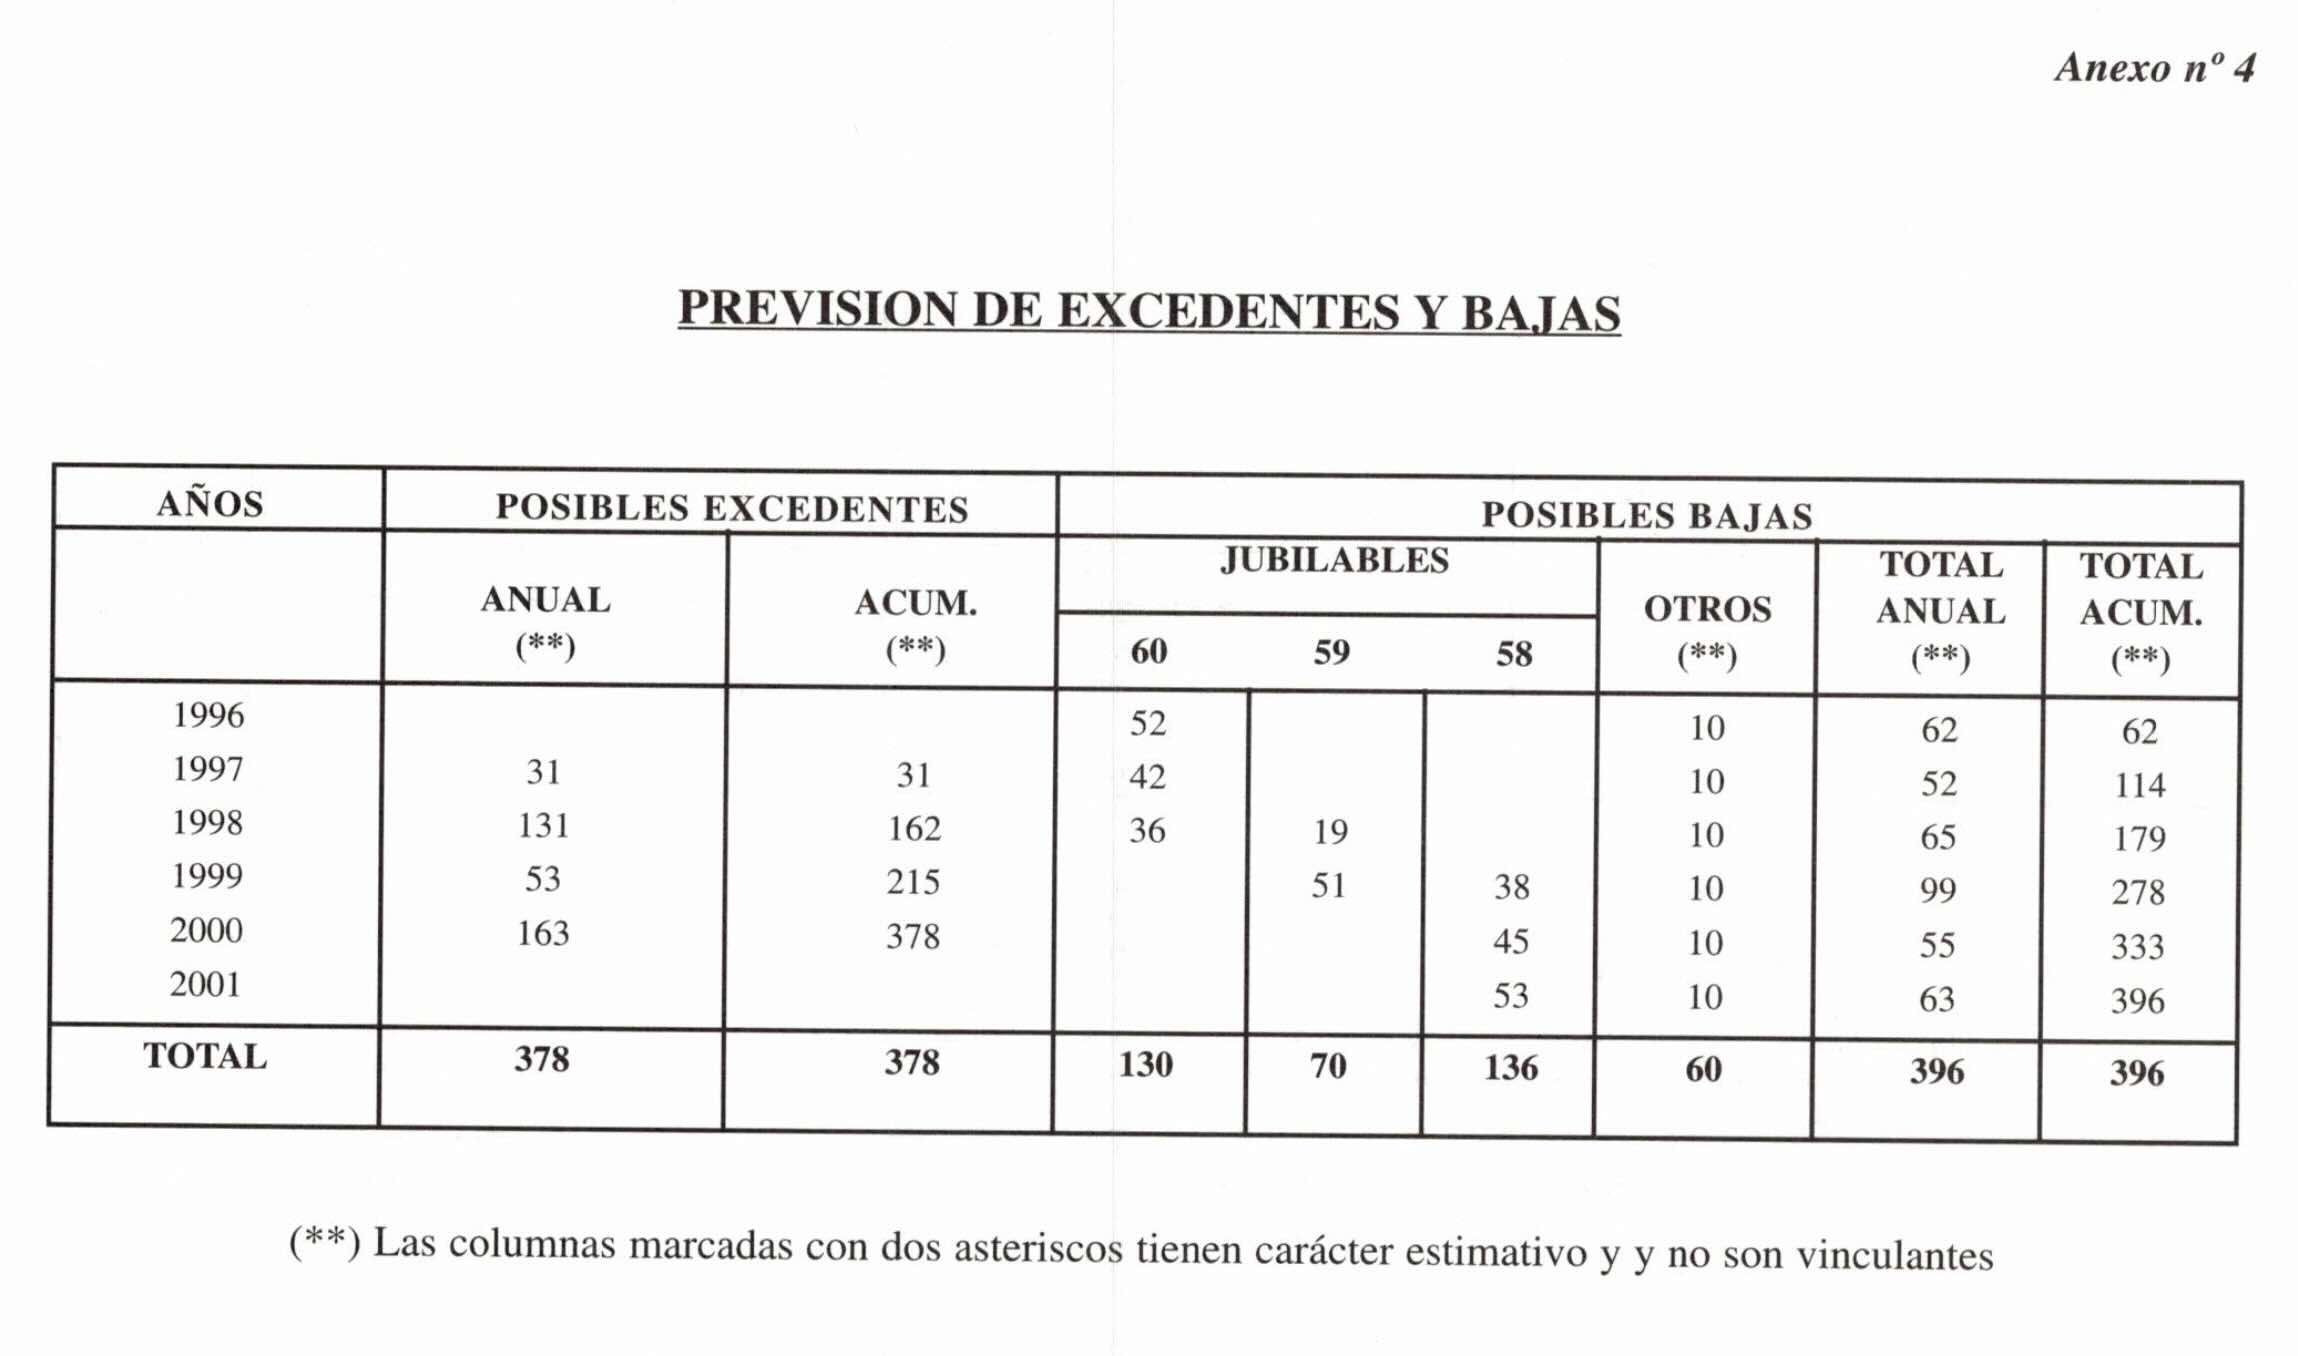 Anexo nº 4
PREVISION DE EXCEDENTES Y BAJAS
AÑOS POSIBLES EXCEDENTES POSIBLES BAJAS
JUBILABLES
ANUAL (**) ACUM. (**) 60 59 58 OTROS (**) TOTAL ANUAL (**) TOTAL ACUM. (**)
1996 52 10 62 62
1997 31 31 42 10 52 114
1998 131 162 36 19 10 65 179
1999 53 215 51 38 10 99 278
2000 163 378 45 10 55 333
2001 53 10 63 396
TOTAL 378 378 130 70 136 60 396 396
(**) Las columnas marcadas con dos asteriscos tienen carácter estimativo y y no son vinculantes